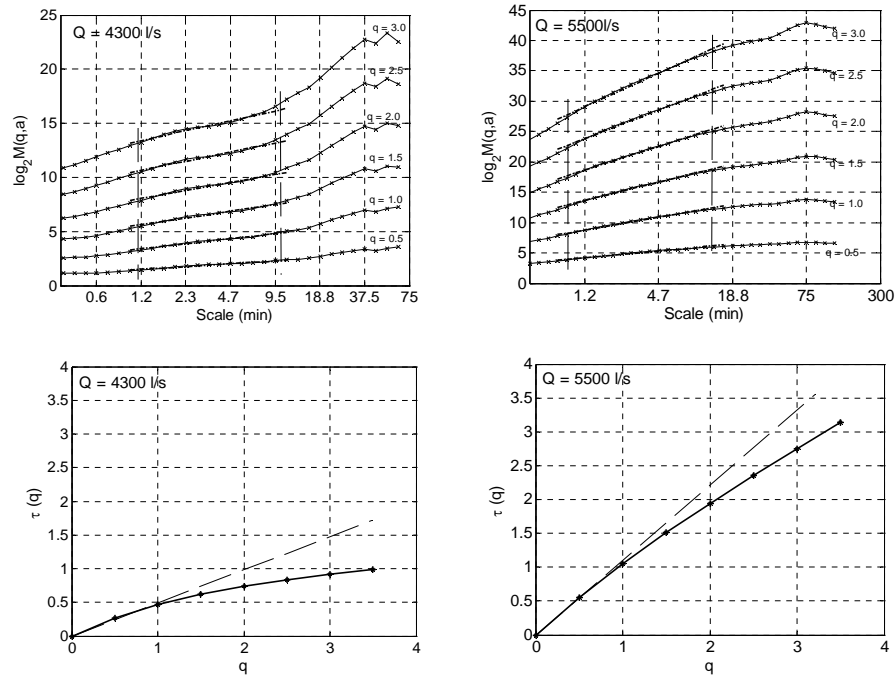 Q = 4300 l/s
25
20
15
10
5
0
log2M(q,a)
q = 3.0
q = 2.5
q = 2.0
q = 1.5
q = 1.0
q = 0.5
0.6 1.2 2.3 4.7 9.5 18.8 37.5 75
Scale (min)
Q = 5500l/s
45
40
35
30
25
20
15
10
5
0
log2M(q,a)
q = 3.0
q = 2.5
q = 2.0
q = 1.5
q = 1.0
q = 0.5
1.2 4.7 18.8 75 300
Scale (min)
Q = 4300 l/s
4
3.5
3
2.5
2
1.5
1
0.5
0
τ (q)
0 1 2 3 4
q
Q = 5500 l/s
4
3.5
3
2.5
2
1.5
1
0.5
0
τ (q)
0 1 2 3 4
q